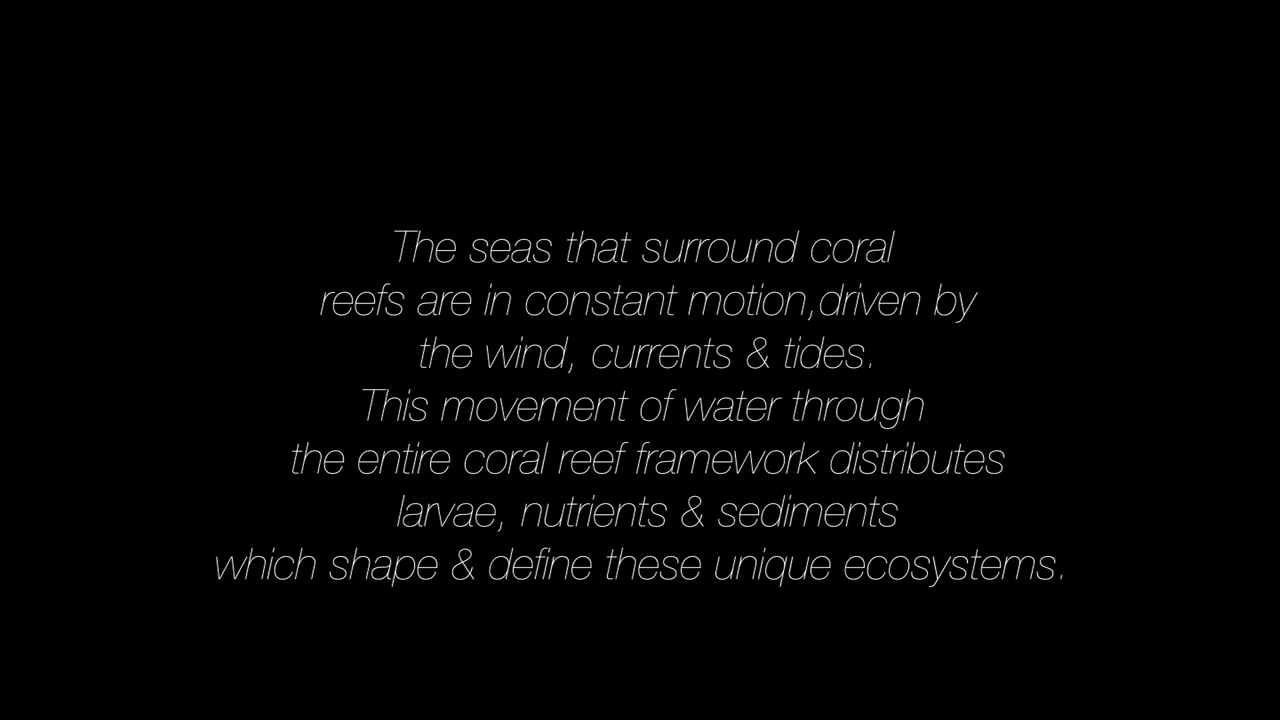 The seas that surround coral
reefs are in constant motion,driven by
the wind, currents & tides.
This movement of water through
the entire coral reef framework distributes
larvae, nutrients & sediments
which shape & define these unique ecosystems.